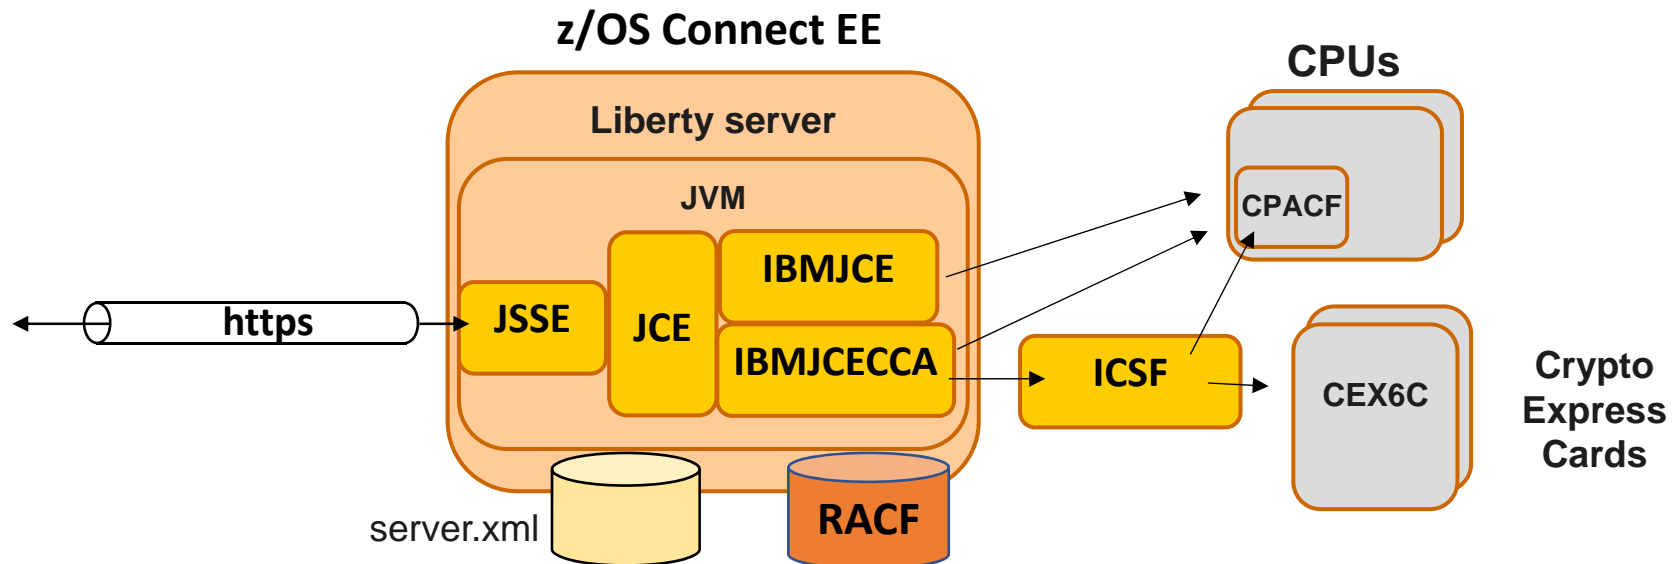 z/OS Connect EE
CPUs
Liberty server
JVM
CPACF
IBMJCE
https
JSSE
JCE
IBMJCECCA
ICSF
CEX6C
Crypto
Express
Cards
server.xml
RACF